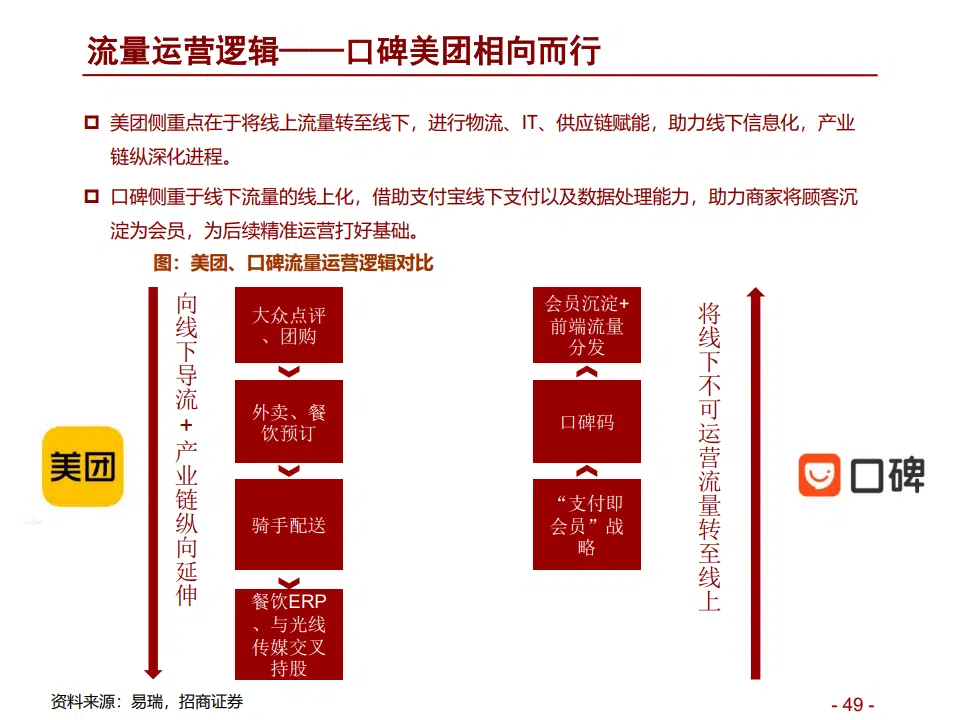 流量运营逻辑——口碑美团相向而行
美团侧重点在于将线上流量转至线下，进行物流、IT、供应链赋能，助力线下信息化，产业
链纵深化进程。
口碑侧重于线下流量的线上化，借助支付宝线下支付以及数据处理能力，助力商家将顾客沉
淀为会员，为后续精准运营打好基础。
图：美团、口碑流量运营逻辑对比
美团
向线下导流+产业链纵向延伸
大众点评
、团购
外卖、餐
饮预订
骑手配送
餐饮ERP
、与光线
传媒交叉
持股
会员沉淀+
前端流量
分发
口碑码
“支付即
会员”战
略
将线下不可运营流量转至线上
口碑
资料来源：易瑞，招商证券
- 49 -